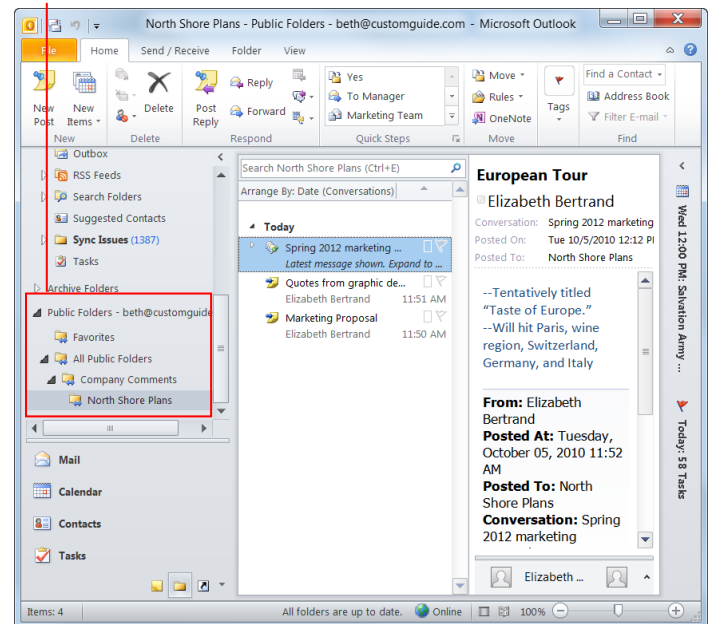 North Shore Plans - Public Folders - beth@customguide.com - Microsoft Outlook
File Home Send / Receive Folder View
New Post
New Items
Delete
Post Reply
Reply
Forward
Yes
To Manager
Marketing Team
Move
Rules
OneNote
Tags
Find a Contact
Address Book
Filter E-mail
New Delete Respond Quick Steps Move Find
Outbox
RSS Feeds
Search Folders
Suggested Contacts
Sync Issues (1387)
Tasks
Archive Folders
Public Folders - beth@customguide
Favorites
All Public Folders
Company Comments
North Shore Plans
Mail
Calendar
Contacts
Tasks
Search North Shore Plans (Ctrl+E)
Arrange By: Date (Conversations)
Today
Spring 2012 marketing ...
Latest message shown. Expand to ...
Quotes from graphic de...
Elizabeth Bertrand 11:51 AM
Marketing Proposal
Elizabeth Bertrand 11:50 AM
European Tour
Elizabeth Bertrand
Conversation: Spring 2012 marketing
Posted On: Tue 10/5/2010 12:12 PI
Posted To: North Shore Plans
--Tentatively titled
“Taste of Europe.”
--Will hit Paris, wine
region, Switzerland,
Germany, and Italy
From: Elizabeth
Bertrand
Posted At: Tuesday,
October 05, 2010 11:52
AM
Posted To: North
Shore Plans
Conversation: Spring
2012 marketing
Elizabeth ...
Wed 12:00 PM: Salvation Army ...
Today: 58 Tasks
Items: 4 All folders are up to date. Online 100%